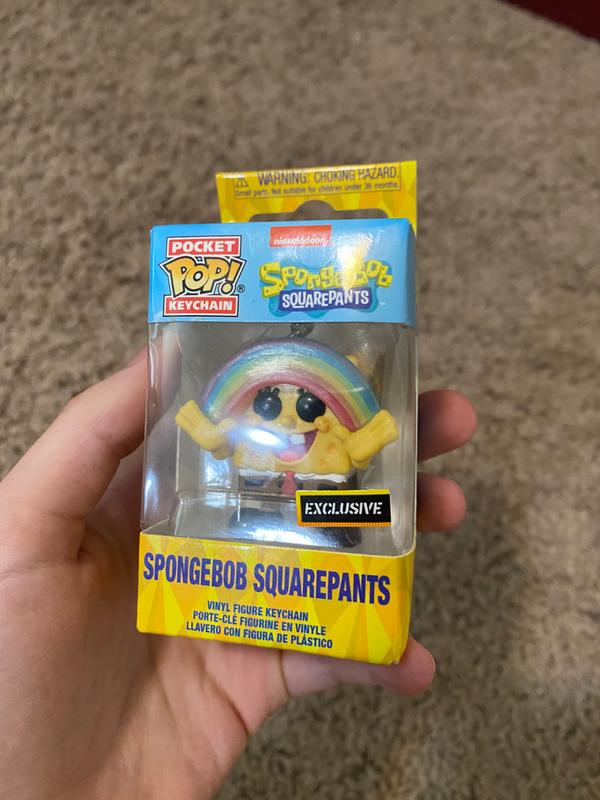 WARNING: CHOKING HAZARD.
Small parts. Not suitable for children under 36 months.
POCKET
POP!®
KEYCHAIN
nickelodeon
SpongeBob
SQUAREPANTS
EXCLUSIVE
SPONGEBOB SQUAREPANTS
VINYL FIGURE KEYCHAIN
PORTE-CLÉ FIGURINE EN VINYLE
LLAVERO CON FIGURA DE PLÁSTICO